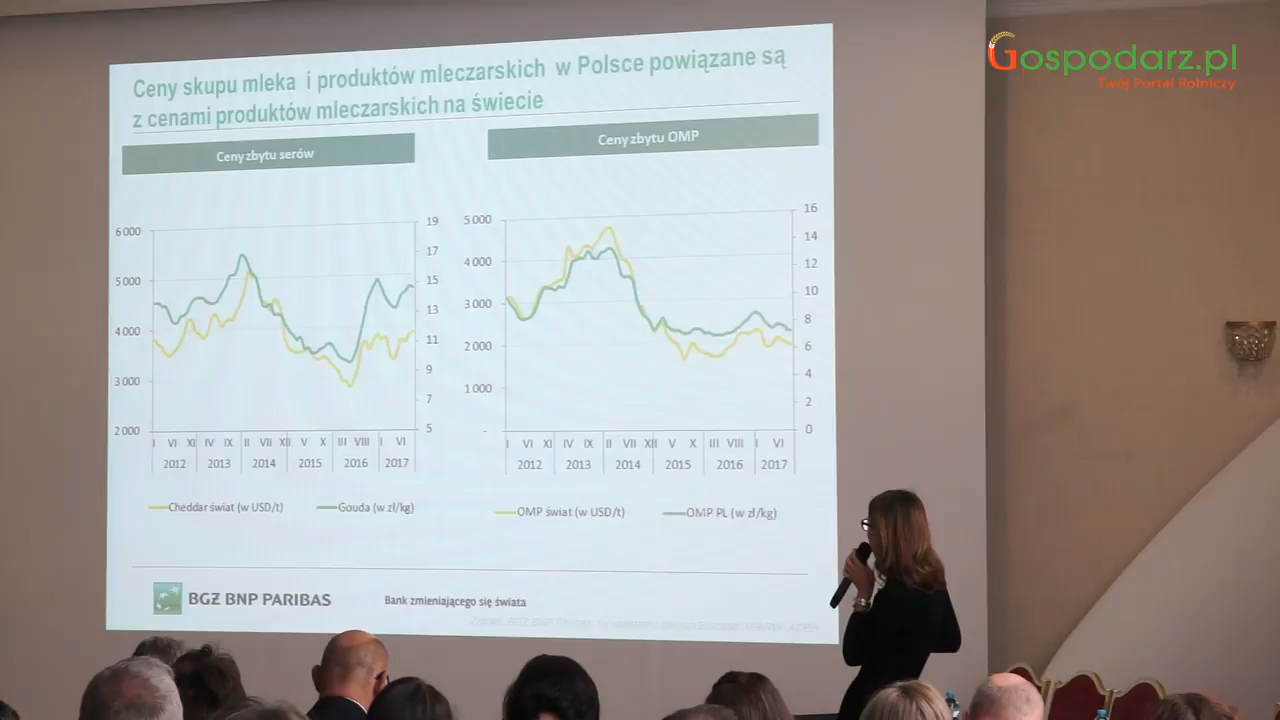 Gospodarz.pl
Twój Portal Rolniczy
Ceny skupu mleka i produktów mleczarskich w Polsce powiązane są
z cenami produktów mleczarskich na świecie
Ceny zbytu serów
6 000
5 000
4 000
3 000
2 000
19
17
15
13
11
9
7
5
I VI XI IV IX II VII XII V X III VIII I VI
2012 2013 2014 2015 2016 2017
Cheddar świat (w USD/t) Gouda (w zł/kg)
Ceny zbytu OMP
5 000
4 000
3 000
2 000
1 000
-
16
14
12
10
8
6
4
2
0
I VI XI IV IX II VII XII V X III VIII I VI
2012 2013 2014 2015 2016 2017
OMP świat (w USD/t) OMP PL (w zł/kg)
BGZ BNP PARIBAS
Bank zmieniającego się świata